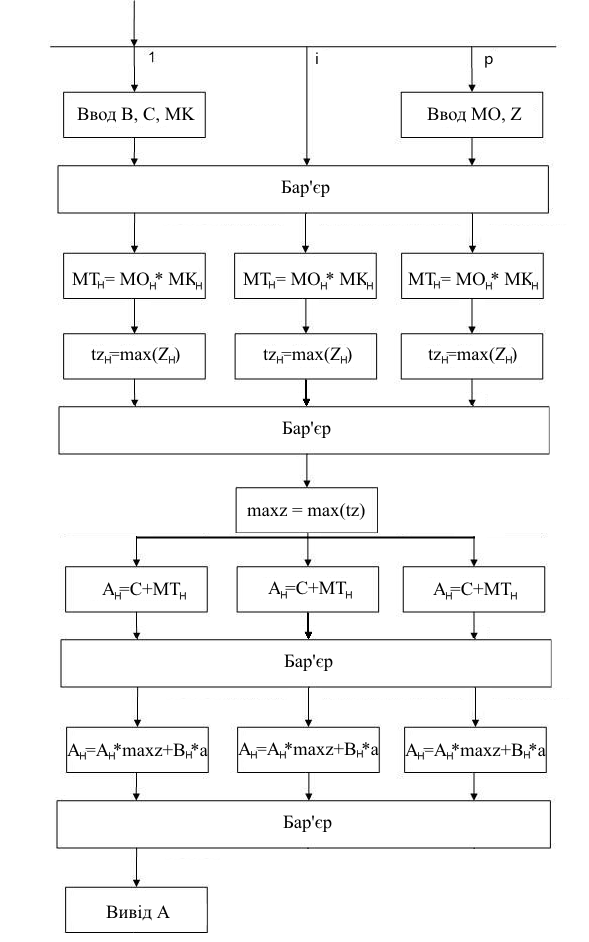 1 i p
Ввод B, C, MK
Ввод MO, Z
Бар'єр
MTн= MOн* MKн
MTн= MOн* MKн
MTн= MOн* MKн
tzн=max(Zн)
tzн=max(Zн)
tzн=max(Zн)
Бар'єр
maxz = max(tz)
Aн=C+MTн
Aн=C+MTн
Aн=C+MTн
Бар'єр
Aн=Aн*maxz+Bн*a
Aн=Aн*maxz+Bн*a
Aн=Aн*maxz+Bн*a
Бар'єр
Вивід A